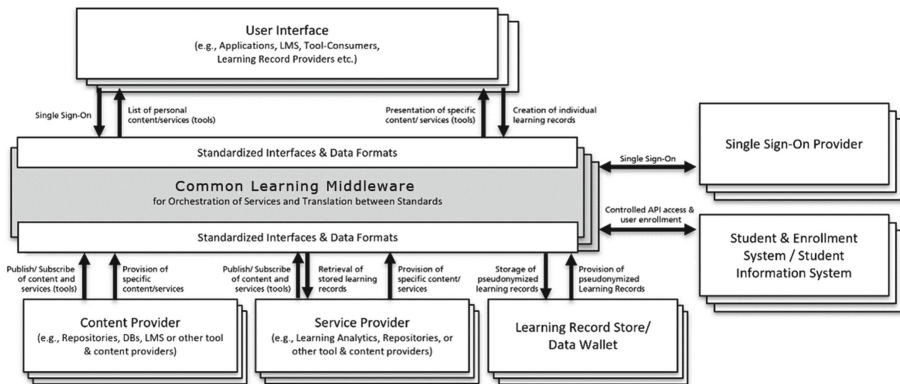 User Interface
(e.g., Applications, LMS, Tool-Consumers,
Learning Record Providers etc.)
Single Sign-On
List of personal
content/services (tools)
Presentation of specific
content/ services (tools)
Creation of individual
learning records
Standardized Interfaces & Data Formats
Common Learning Middleware
for Orchestration of Services and Translation between Standards
Standardized Interfaces & Data Formats
Single Sign-On
Single Sign-On Provider
Controlled API access &
user enrollment
Student & Enrollment
System / Student
Information System
Publish/ Subscribe
of content and
services (tools)
Provision of
specific
content/services
Publish/ Subscribe
of content and
services (tools)
Retrieval of
stored learning
records
Provision of
specific content/
services
Storage of
pseudonymized
learning records
Provision of
pseudonymized
Learning Records
Content Provider
(e.g., Repositories, DBs, LMS or other tool
& content providers)
Service Provider
(e.g., Learning Analytics, Repositories, or
other tool & content providers)
Learning Record Store/
Data Wallet